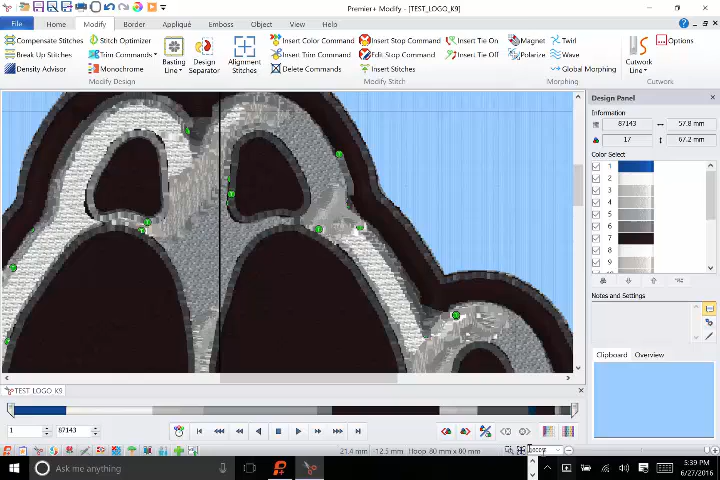 Premier+ Modify - [TEST_LOGO_K9]
File Home Modify Border Appliqué Emboss Object View Help
Compensate Stitches Stitch Optimizer Insert Color Command Insert Stop Command Insert Tie On Magnet Twirl Options
Break Up Stitches Trim Commands Insert Trim Command Edit Stop Command Insert Tie Off Polarize Wave
Density Advisor Monochrome Delete Commands Insert Stitches Global Morphing
Basting Line
Design Separator
Alignment Stitches
Cutwork Line
Modify Design Modify Stitch Morphing Cutwork
Design Panel
Information
87143 57.8 mm
17 67.2 mm
Color Select
1
2
3
4
5
6
7
8
9
Notes and Settings
Clipboard Overview
TEST_LOGO_K9
1 87143
21.4 mm 12.5 mm Hoop 80 mm x 80 mm
Ask me anything
5:39 PM
6/27/2016